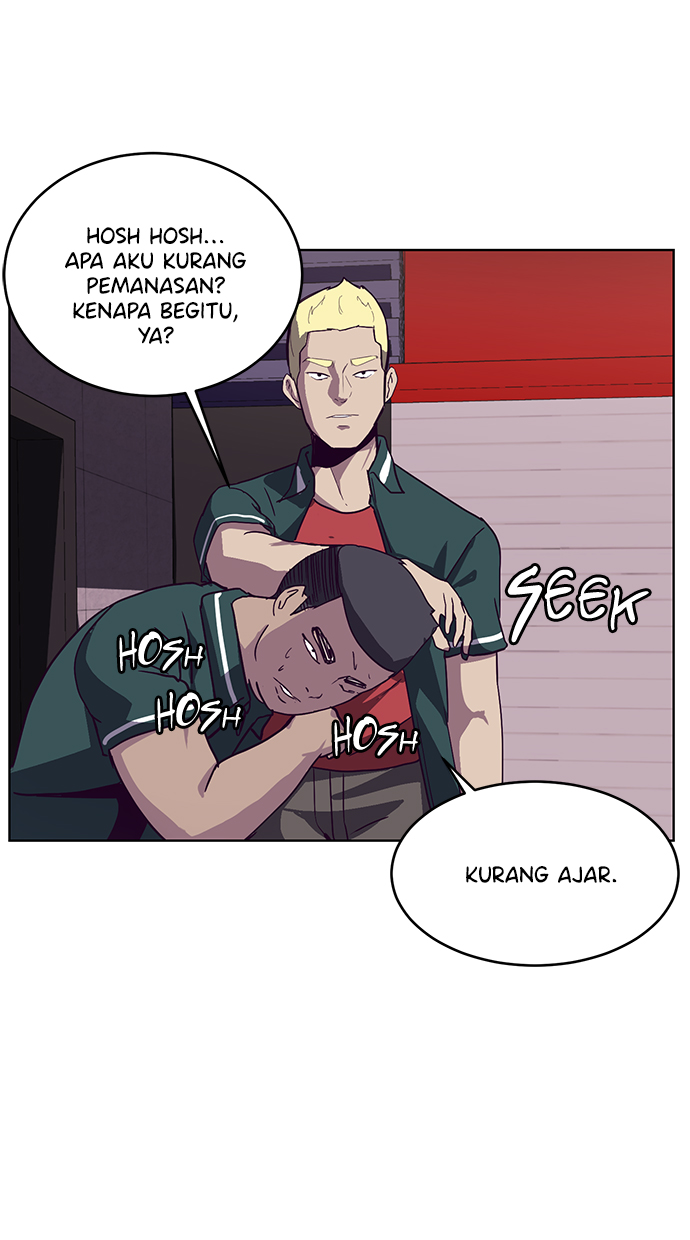 HOSH HOSH...
APA AKU KURANG
PEMANASAN?
KENAPA BEGITU,
YA?
SEEK
HOSH
HOSH
HOSH
KURANG AJAR.